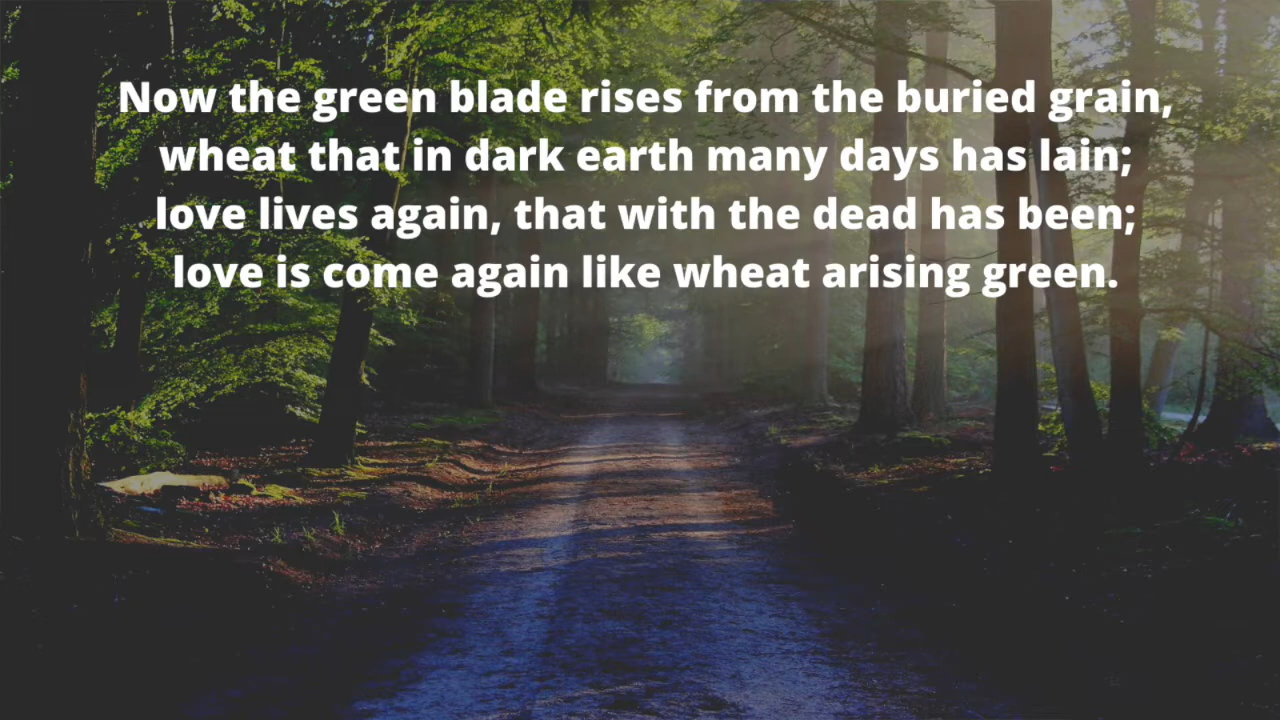 Now the green blade rises from the buried grain,
wheat that in dark earth many days has lain;
love lives again, that with the dead has been;
love is come again like wheat arising green.